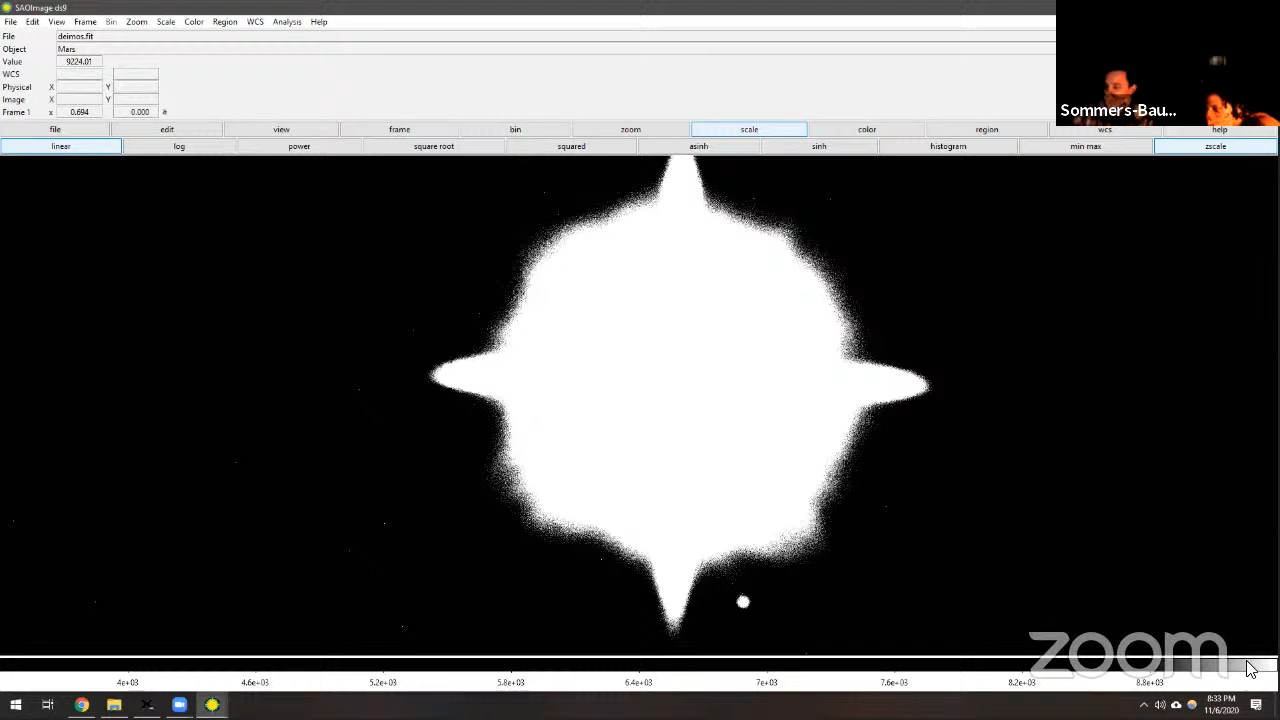 SAOImage ds9
File Edit View Frame Bin Zoom Scale Color Region WCS Analysis Help
File deimos.fit
Object Mars
Value 9224.01
WCS
Physical X Y
Image X Y
Frame 1 x 0.694 0.000 °
Sommers-Bau...
file edit view frame bin zoom scale color region wcs help
linear log power square root squared asinh sinh histogram min max zscale
zoom
4e+03 4.6e+03 5.2e+03 5.8e+03 6.4e+03 7e+03 7.6e+03 8.2e+03 8.8e+03
8:33 PM
11/6/2020